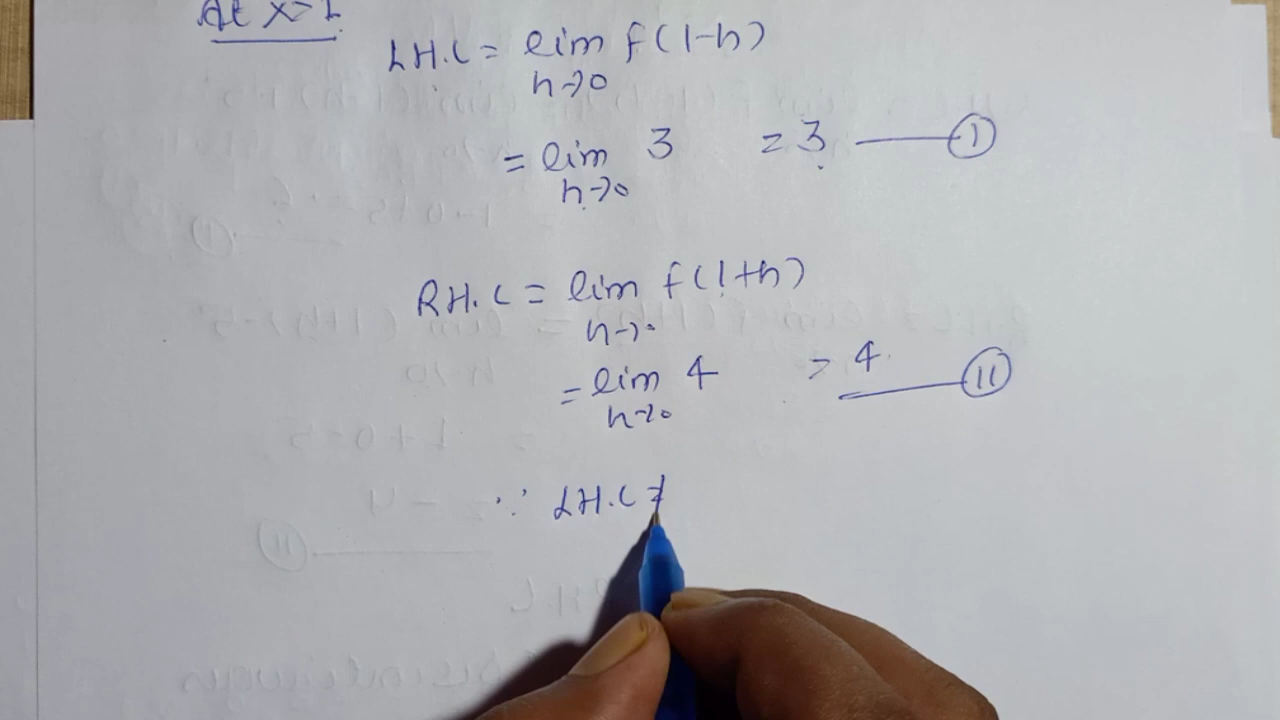 At x=1
LH.L = lim f(1-h)
h→0
= lim 3 = 3 — I
h→0
RH.L = lim f(1+h)
h→0
= lim 4 = 4 — II
h→0
∵ LH.L ≠